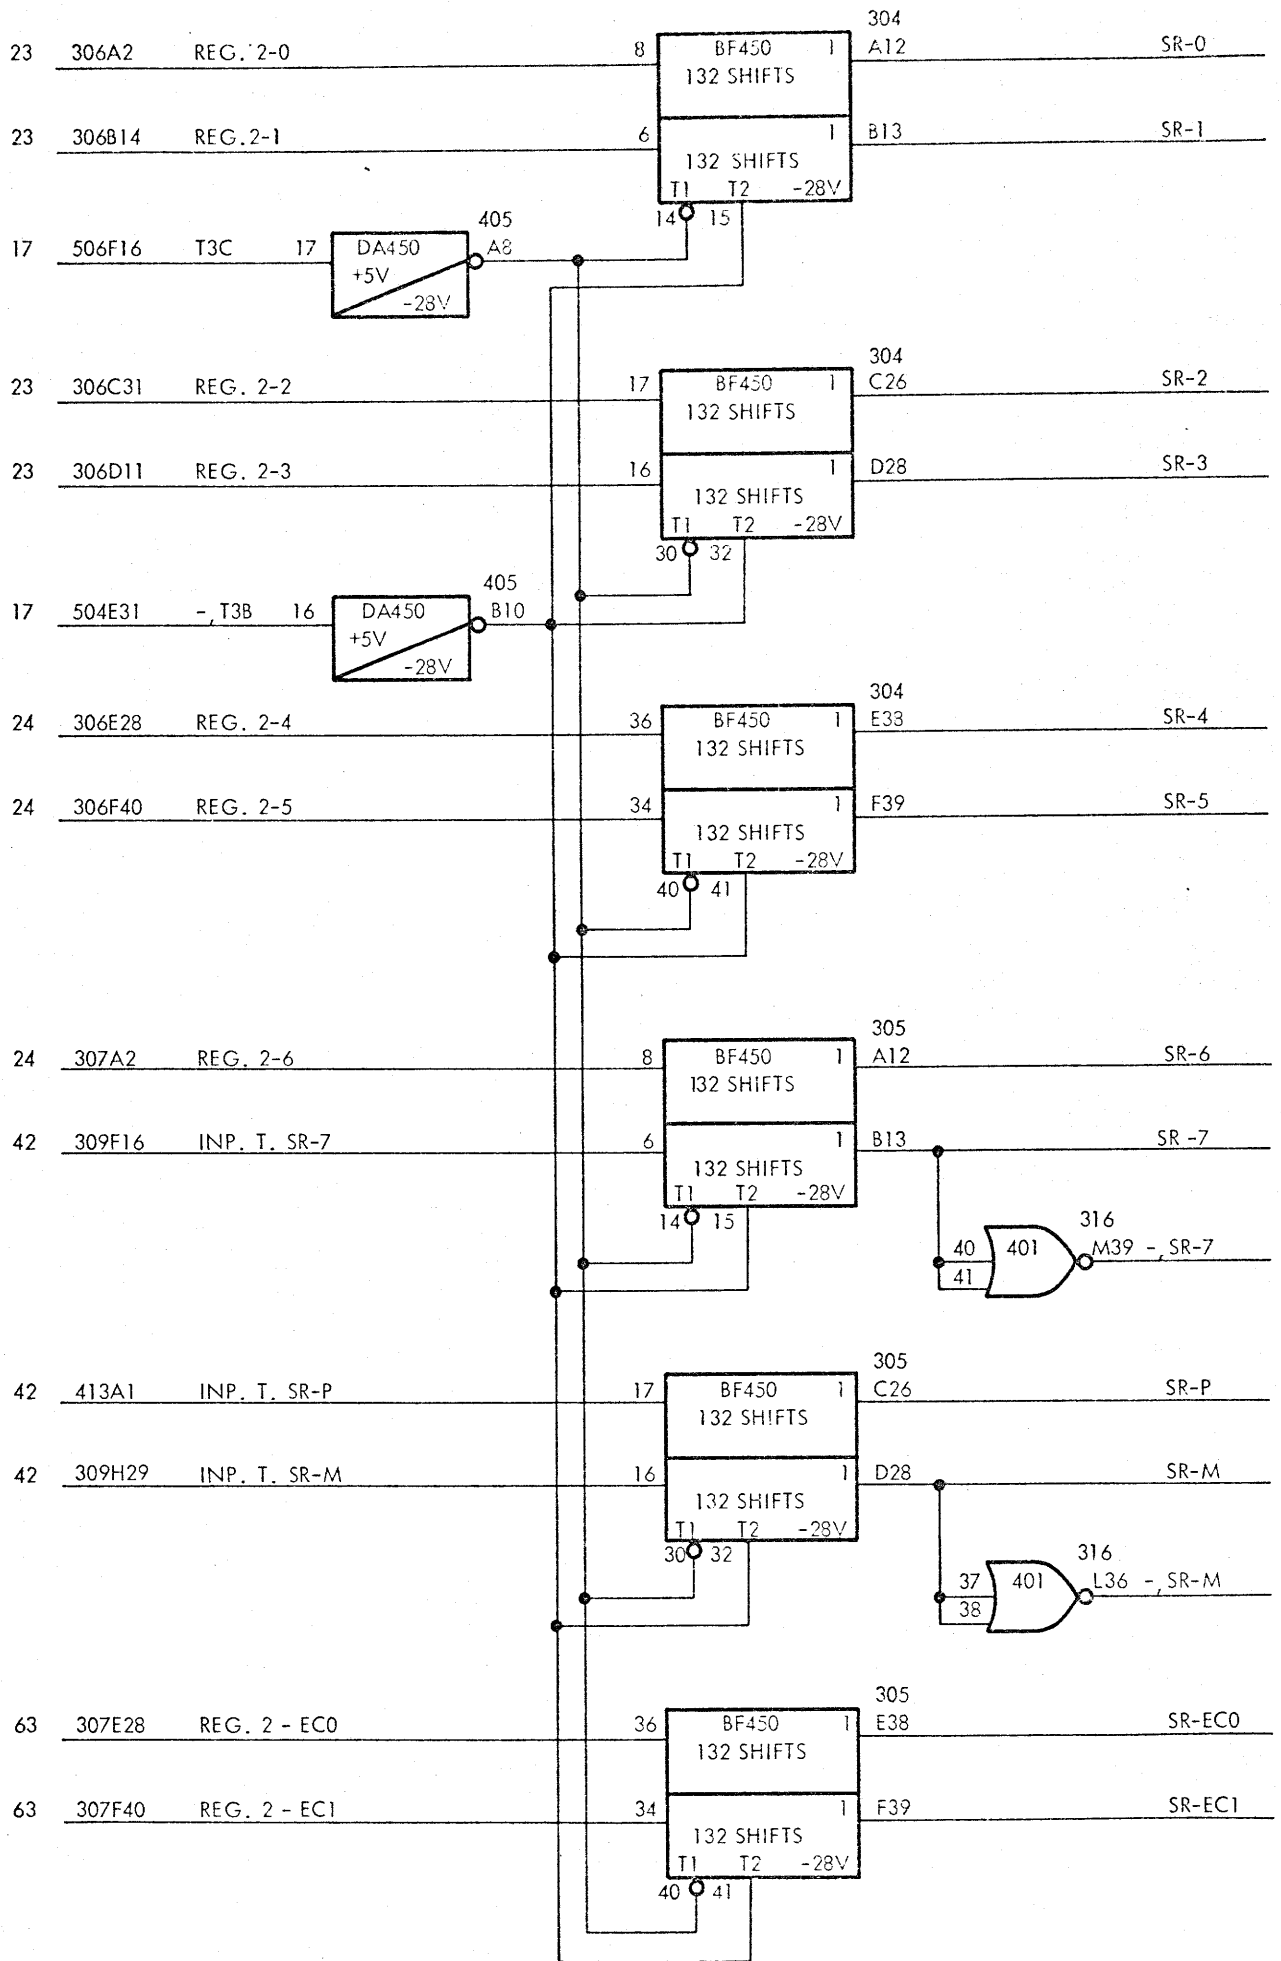 304
23 306A2 REG. 2-0 8 BF450 1 A12 SR-0
132 SHIFTS
23 306B14 REG.2-1 6 1 B13 SR-1
132 SHIFTS
T1 T2 -28V
14 15
405
17 506F16 T3C 17 DA450 A8
+5V
-28V
304
23 306C31 REG. 2-2 17 BF450 1 C26 SR-2
132 SHIFTS
23 306D11 REG. 2-3 16 1 D28 SR-3
132 SHIFTS
T1 T2 -28V
30 32
405
17 504E31 -,T3B 16 DA450 B10
+5V
-28V
304
24 306E28 REG. 2-4 36 BF450 1 E33 SR-4
132 SHIFTS
24 306F40 REG. 2-5 34 1 F39 SR-5
132 SHIFTS
T1 T2 -28V
40 41
305
24 307A2 REG. 2-6 8 BF450 1 A12 SR-6
132 SHIFTS
42 309F16 INP. T. SR-7 6 1 B13 SR -7
132 SHIFTS
T1 T2 -28V
14 15
316
40 401 M39 -,SR-7
41
305
42 413A1 INP. T. SR-P 17 BF450 1 C26 SR-P
132 SHIFTS
42 309H29 INP. T. SR-M 16 1 D28 SR-M
132 SHIFTS
T1 T2 -28V
30 32
316
37 401 L36 -,SR-M
38
305
63 307E28 REG. 2 - EC0 36 BF450 1 E38 SR-EC0
132 SHIFTS
63 307F40 REG. 2 - EC1 34 1 F39 SR-EC1
132 SHIFTS
T1 T2 -28V
40 41